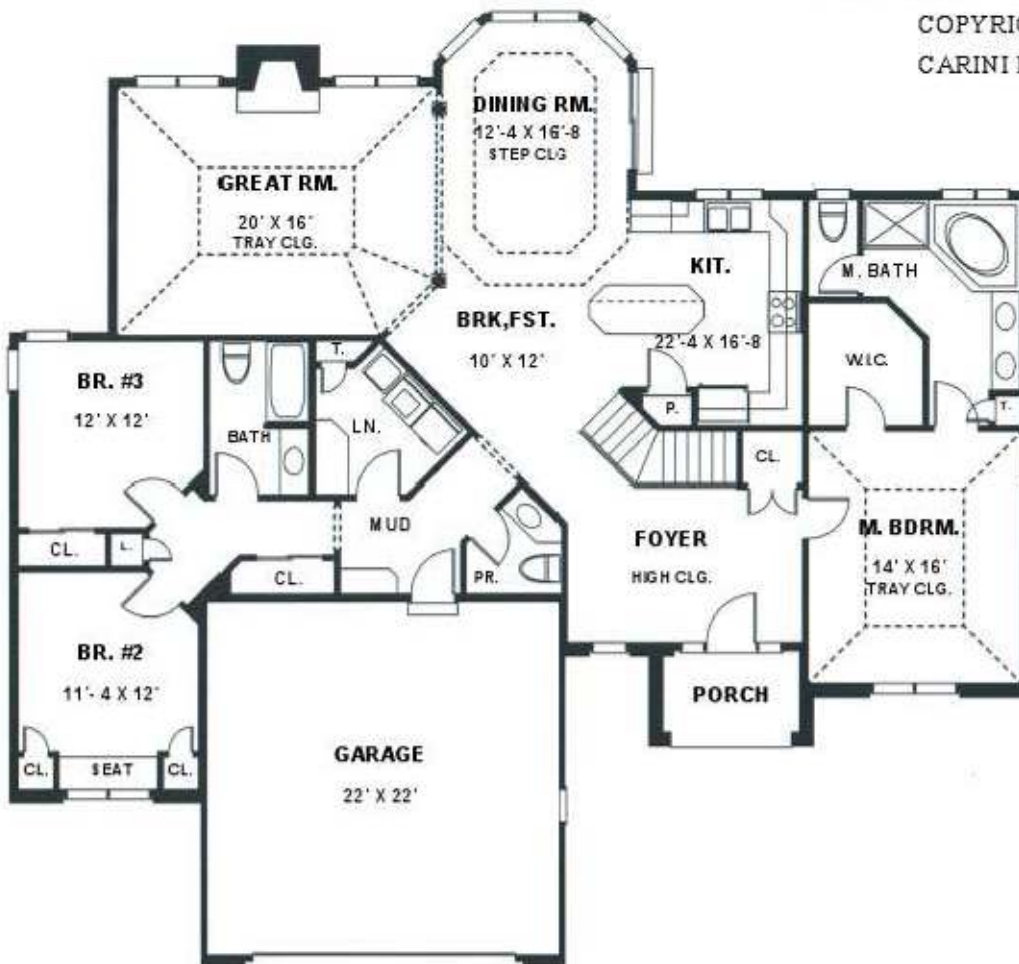 COPYRIG
CARINI
DINING RM.
12'-4 X 16'-8
STEP CLG
GREAT RM.
20' X 16'
TRAY CLG.
KIT.
22'-4 X 16'-8
M. BATH
BRK,FST.
10' X 12'
W.I.C.
T.
BR. #3
12' X 12'
BATH
LN.
P.
T.
CL.
MUD
FOYER
HIGH CLG.
M. BDRM.
14' X 16'
TRAY CLG.
CL.
L.
CL.
PR.
BR. #2
11'-4 X 12'
PORCH
CL.
SEAT
CL.
GARAGE
22' X 22'